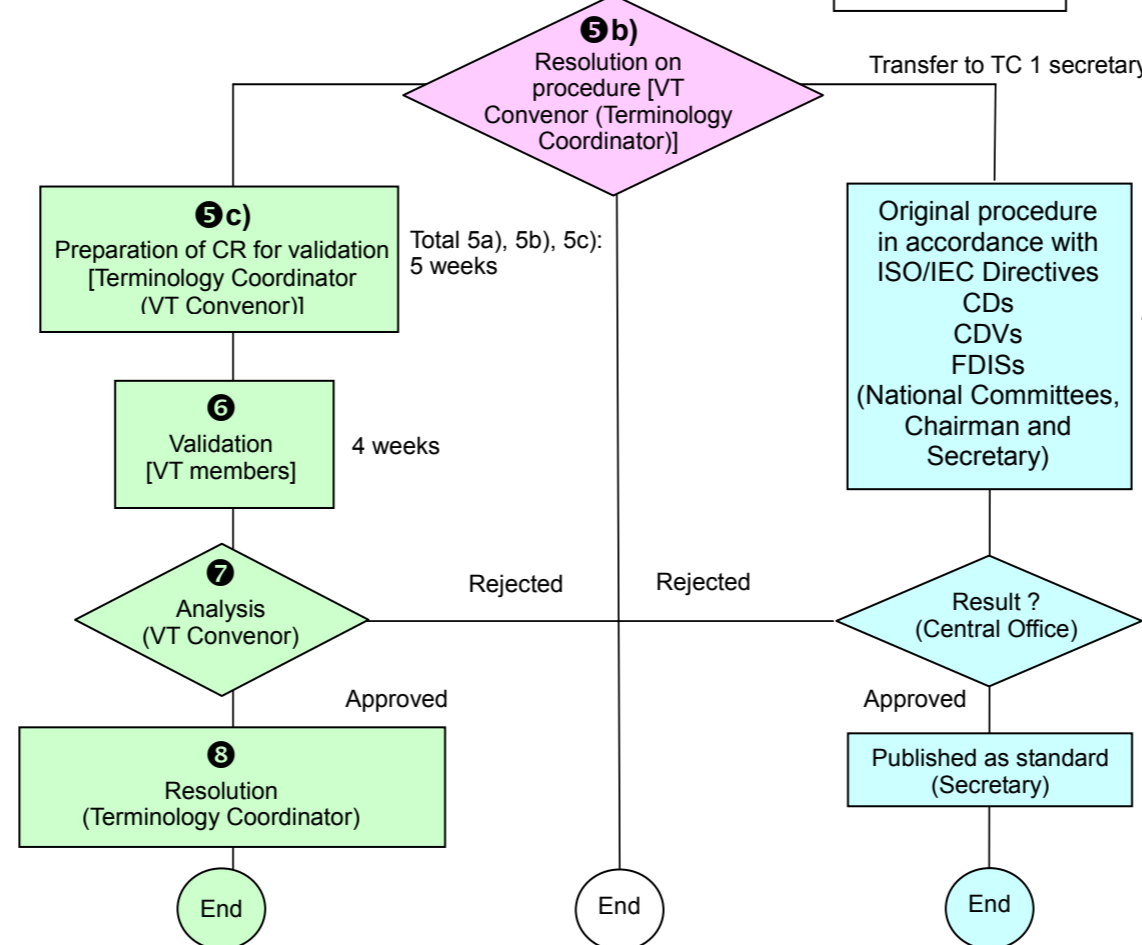 ❺b)
Resolution on
procedure [VT
Convenor (Terminology
Coordinator)]
Transfer to TC 1 secretary
❺c)
Preparation of CR for validation
[Terminology Coordinator
(VT Convenor)]
Total 5a), 5b), 5c):
5 weeks
Original procedure
in accordance with
ISO/IEC Directives
CDs
CDVs
FDISs
(National Committees,
Chairman and
Secretary)
❻
Validation
[VT members]
4 weeks
❼
Analysis
(VT Convenor)
Rejected
Rejected
Result ?
(Central Office)
Approved
Approved
❽
Resolution
(Terminology Coordinator)
Published as standard
(Secretary)
End
End
End